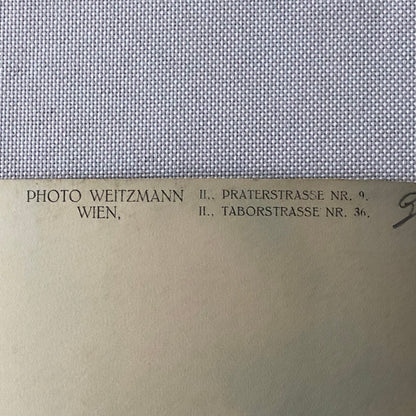 PHOTO WEITZMANN II., PRATERSTRASSE NR. 9.
WIEN, II., TABORSTRASSE NR. 36.